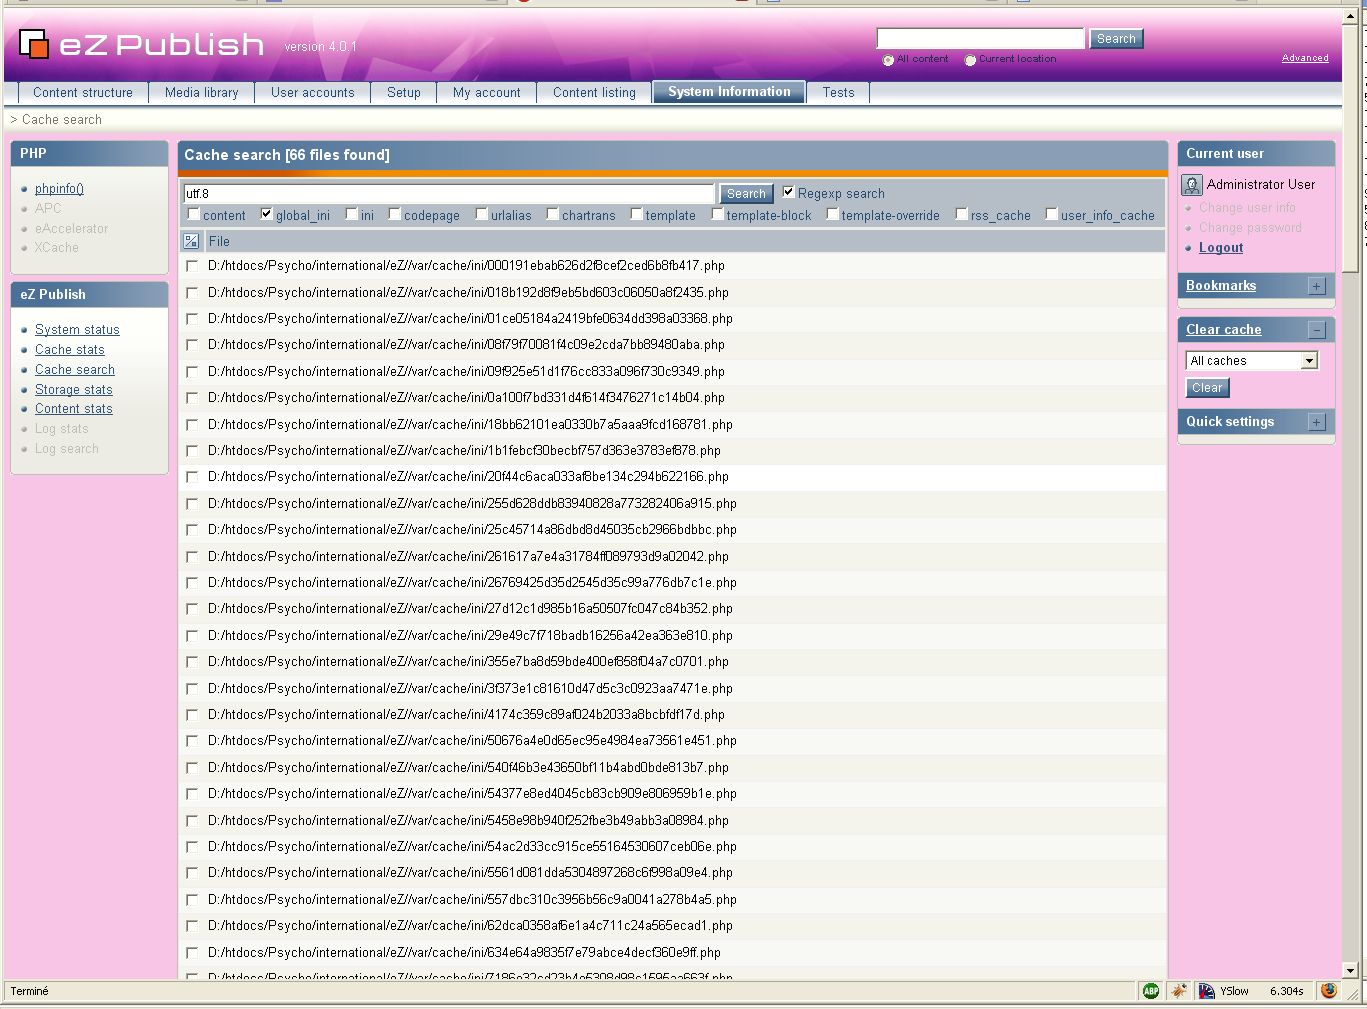 eZ Publish version 4.0.1
Search
All content Current location
Advanced
Content structure Media library User accounts Setup My account Content listing System Information Tests
> Cache search
PHP
phpinfo()
APC
eAccelerator
XCache
eZ Publish
System status
Cache stats
Cache search
Storage stats
Content stats
Log stats
Log search
Cache search [66 files found]
utf.8 Search Regexp search
content global_ini ini codepage urlalias chartrans template template-block template-override rss_cache user_info_cache
File
D:/htdocs/Psycho/international/eZ//var/cache/ini/000191ebab626d2f8cef2ced6b8fb417.php
D:/htdocs/Psycho/international/eZ//var/cache/ini/018b192d8f9eb5bd603c06050a8f2435.php
D:/htdocs/Psycho/international/eZ//var/cache/ini/01ce05184a2419bfe0634dd398a03368.php
D:/htdocs/Psycho/international/eZ//var/cache/ini/08f79f70081f4c09e2cda7bb89480aba.php
D:/htdocs/Psycho/international/eZ//var/cache/ini/09f925e51d1f76cc833a096f730c9349.php
D:/htdocs/Psycho/international/eZ//var/cache/ini/0a100f7bd331d4f614f3476271c14b04.php
D:/htdocs/Psycho/international/eZ//var/cache/ini/18bb62101ea0330b7a5aaa9fcd168781.php
D:/htdocs/Psycho/international/eZ//var/cache/ini/1b1febcf30becbf757d363e3783ef878.php
D:/htdocs/Psycho/international/eZ//var/cache/ini/20f44c6aca033af8be134c294b622166.php
D:/htdocs/Psycho/international/eZ//var/cache/ini/255d628ddb83940828a773282406a915.php
D:/htdocs/Psycho/international/eZ//var/cache/ini/25c45714a86dbd8d45035cb2966bdbbc.php
D:/htdocs/Psycho/international/eZ//var/cache/ini/261617a7e4a31784ff089793d9a02042.php
D:/htdocs/Psycho/international/eZ//var/cache/ini/26769425d35d2545d35c99a776db7c1e.php
D:/htdocs/Psycho/international/eZ//var/cache/ini/27d12c1d985b16a50507fc047c84b352.php
D:/htdocs/Psycho/international/eZ//var/cache/ini/29e49c7f718badb16256a42ea363e810.php
D:/htdocs/Psycho/international/eZ//var/cache/ini/355e7ba8d59bde400ef858f04a7c0701.php
D:/htdocs/Psycho/international/eZ//var/cache/ini/3f373e1c81610d47d5c3c0923aa7471e.php
D:/htdocs/Psycho/international/eZ//var/cache/ini/4174c359c89af024b2033a8bcbfdf17d.php
D:/htdocs/Psycho/international/eZ//var/cache/ini/50676a4e0d65ec95e4984ea73561e451.php
D:/htdocs/Psycho/international/eZ//var/cache/ini/540f46b3e43650bf11b4abd0bde813b7.php
D:/htdocs/Psycho/international/eZ//var/cache/ini/54377e8ed4045cb83cb909e806959b1e.php
D:/htdocs/Psycho/international/eZ//var/cache/ini/5458e98b940f252fbe3b49abb3a08984.php
D:/htdocs/Psycho/international/eZ//var/cache/ini/54ac2d33cc915ce55164530607ceb06e.php
D:/htdocs/Psycho/international/eZ//var/cache/ini/5561d081dda5304897268c6f998a09e4.php
D:/htdocs/Psycho/international/eZ//var/cache/ini/557dbc310c3956b56c9a0041a278b4a5.php
D:/htdocs/Psycho/international/eZ//var/cache/ini/62dca0358af6e1a4c711c24a565ecad1.php
D:/htdocs/Psycho/international/eZ//var/cache/ini/634e64a9835f7e79abce4decf360e9ff.php
Current user
Administrator User
Change user info
Change password
Logout
Bookmarks
Clear cache
All caches
Clear
Quick settings
Terminé
ABP YSlow 6.304s